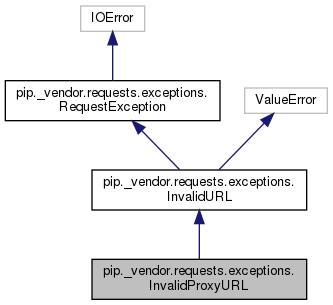 IOError
pip._vendor.requests.exceptions.
RequestException
ValueError
pip._vendor.requests.exceptions.
InvalidURL
pip._vendor.requests.exceptions.
InvalidProxyURL